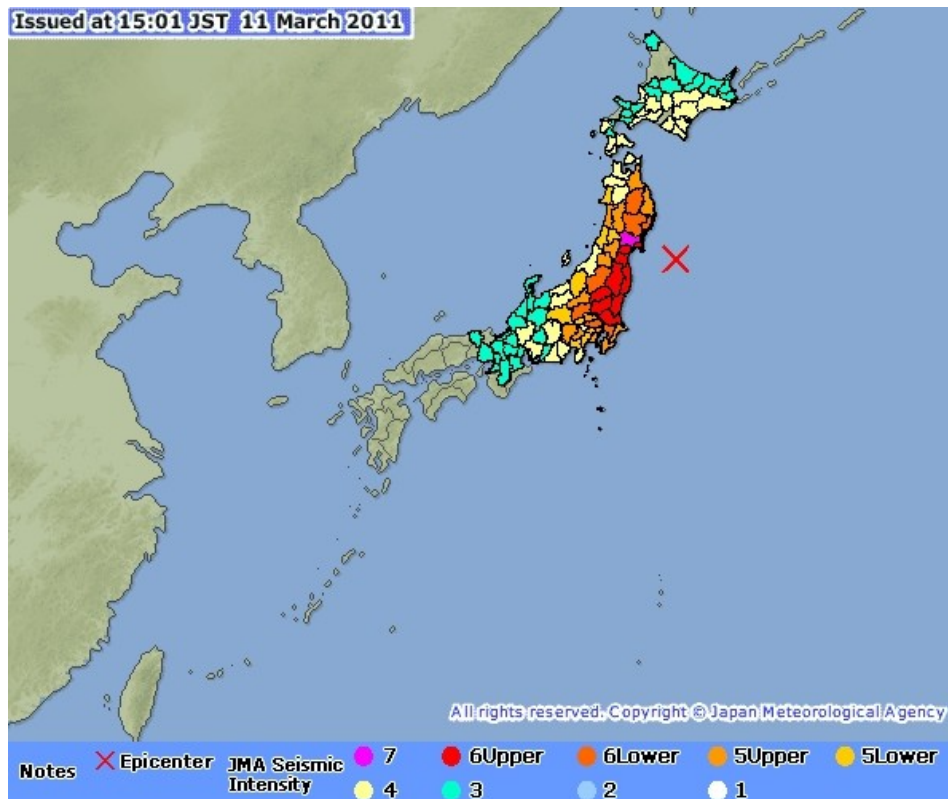 Issued at 15:01 JST 11 March 2011
All rights reserved. Copyright © Japan Meteorological Agency
Notes Epicenter JMA Seismic Intensity 7 6Upper 6Lower 5Upper 5Lower
4 3 2 1